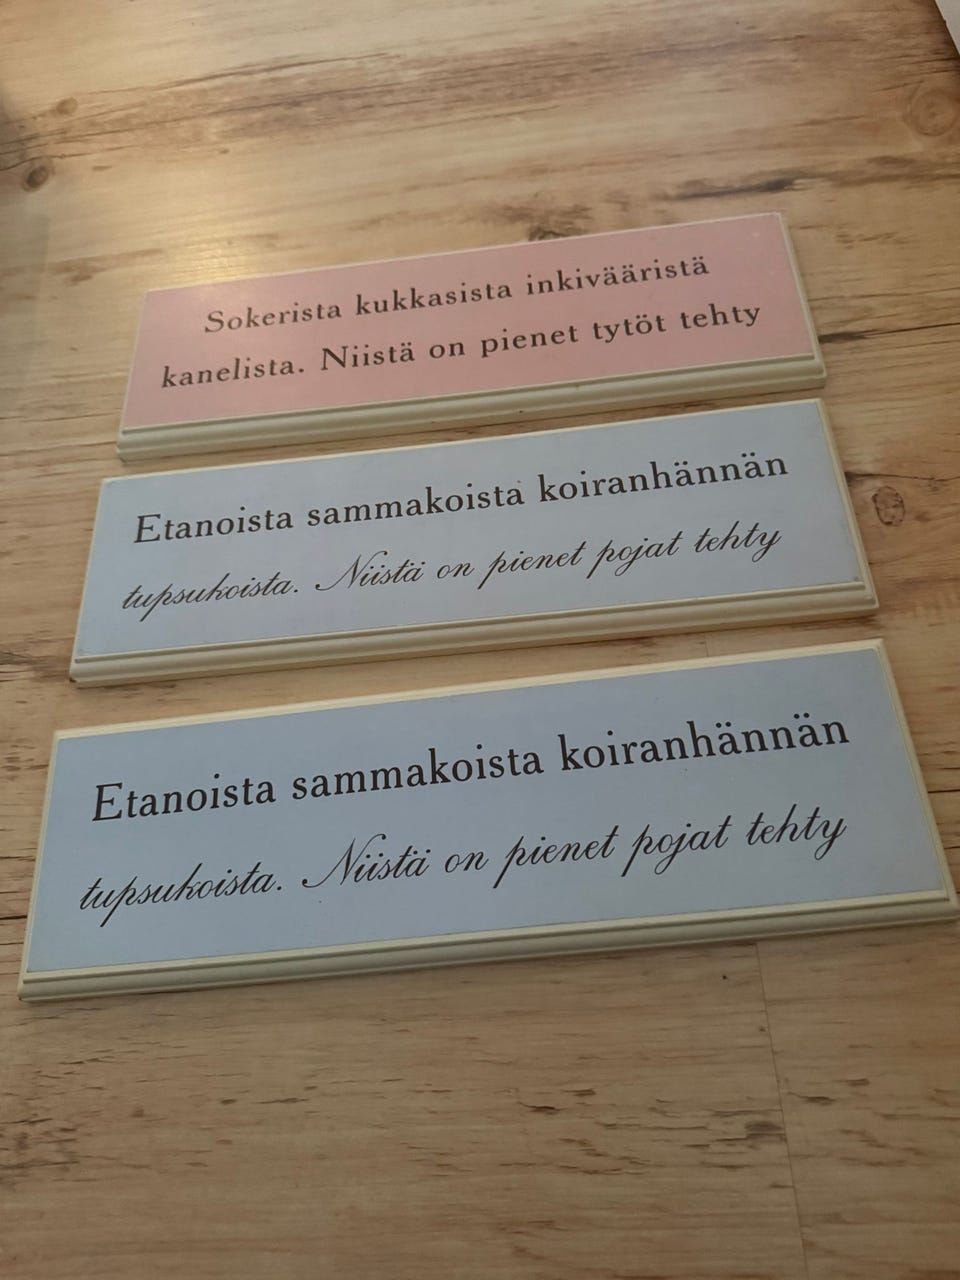 Sokerista kukkasista inkivääristä
kanelista. Niistä on pienet tytöt tehty
Etanoista sammakoista koiranhännän
tupsukoista. Niistä on pienet pojat tehty
Etanoista sammakoista koiranhännän
tupsukoista. Niistä on pienet pojat tehty